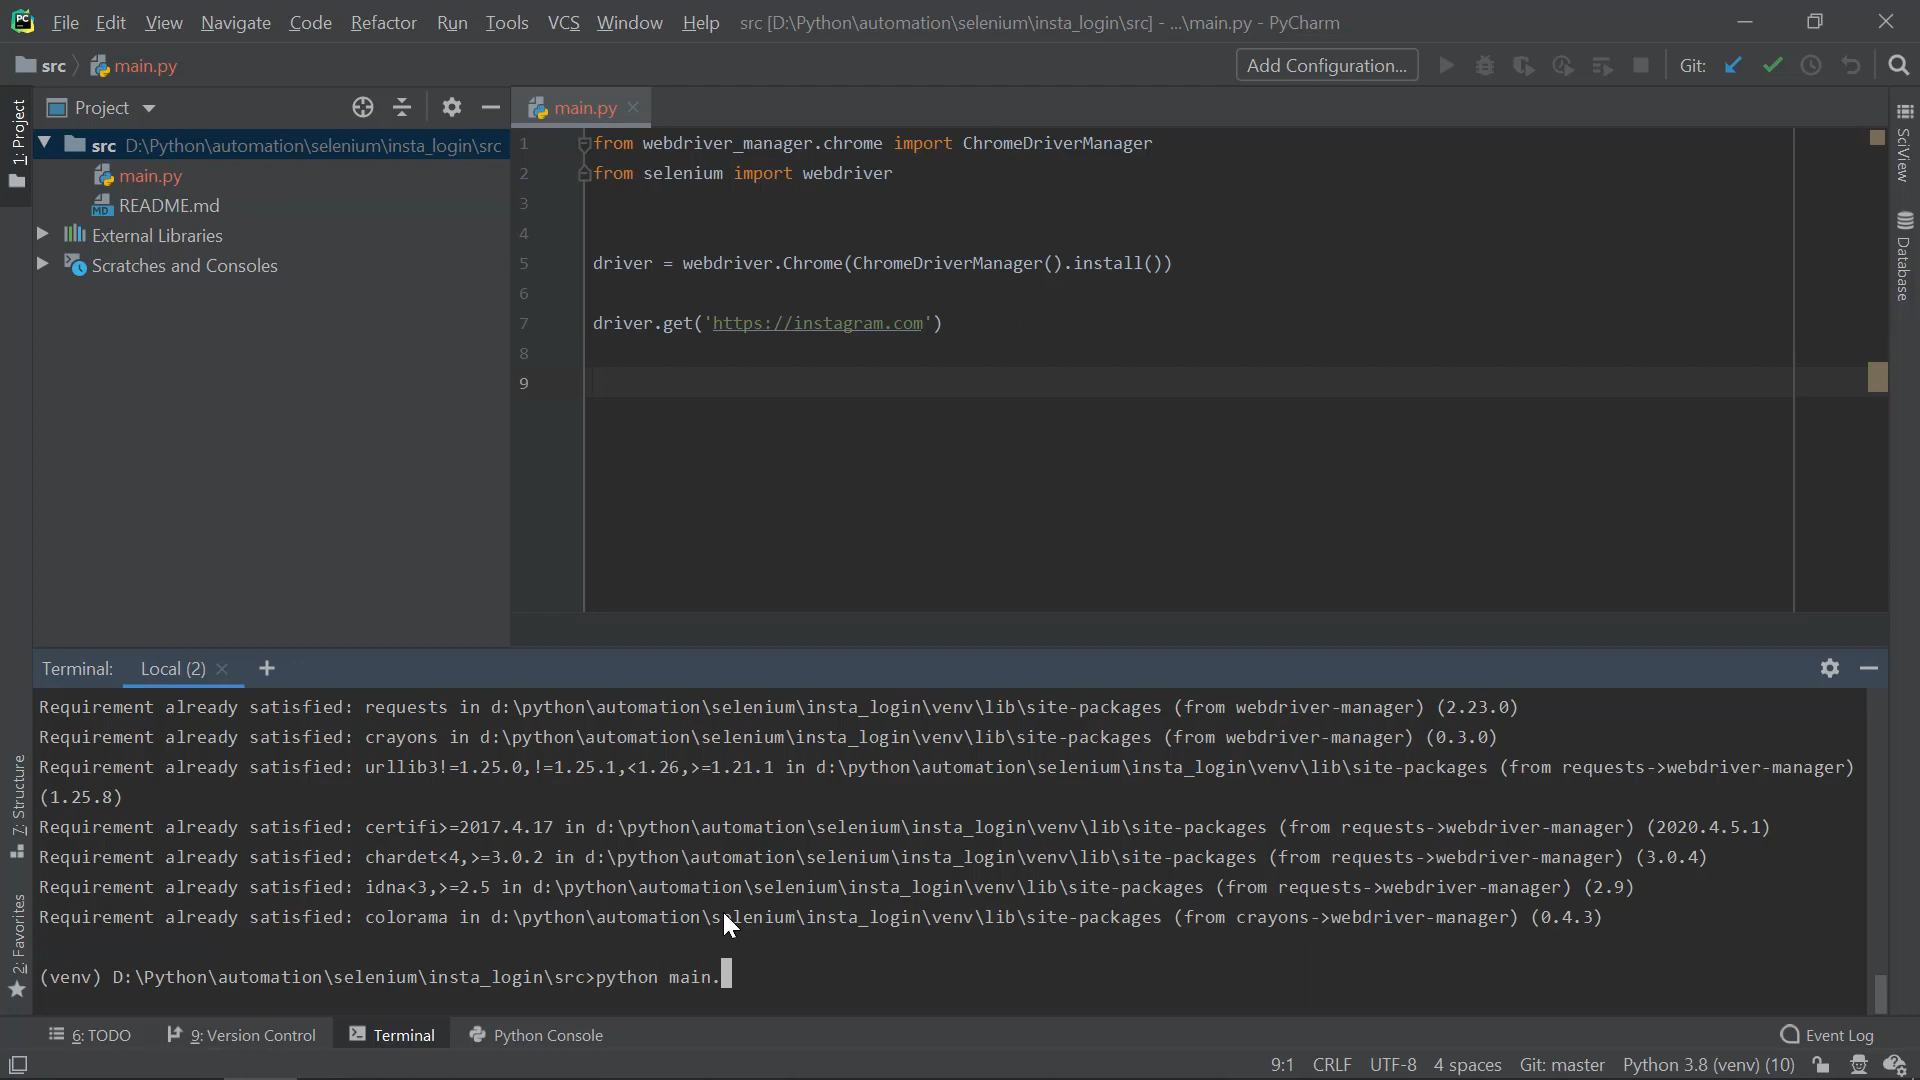 File Edit View Navigate Code Refactor Run Tools VCS Window Help src [D:\Python\automation\selenium\insta_login\src] - ...\main.py - PyCharm
src main.py Add Configuration... Git:
1: Project
Project
src D:\Python\automation\selenium\insta_login\src
main.py
README.md
External Libraries
Scratches and Consoles
main.py
1 from webdriver_manager.chrome import ChromeDriverManager
2 from selenium import webdriver
3
4
5 driver = webdriver.Chrome(ChromeDriverManager().install())
6
7 driver.get('https://instagram.com')
8
9
SciView
Database
7: Structure
2: Favorites
Terminal: Local (2) +
Requirement already satisfied: requests in d:\python\automation\selenium\insta_login\venv\lib\site-packages (from webdriver-manager) (2.23.0)
Requirement already satisfied: crayons in d:\python\automation\selenium\insta_login\venv\lib\site-packages (from webdriver-manager) (0.3.0)
Requirement already satisfied: urllib3!=1.25.0,!=1.25.1,<1.26,>=1.21.1 in d:\python\automation\selenium\insta_login\venv\lib\site-packages (from requests->webdriver-manager)
(1.25.8)
Requirement already satisfied: certifi>=2017.4.17 in d:\python\automation\selenium\insta_login\venv\lib\site-packages (from requests->webdriver-manager) (2020.4.5.1)
Requirement already satisfied: chardet<4,>=3.0.2 in d:\python\automation\selenium\insta_login\venv\lib\site-packages (from requests->webdriver-manager) (3.0.4)
Requirement already satisfied: idna<3,>=2.5 in d:\python\automation\selenium\insta_login\venv\lib\site-packages (from requests->webdriver-manager) (2.9)
Requirement already satisfied: colorama in d:\python\automation\selenium\insta_login\venv\lib\site-packages (from crayons->webdriver-manager) (0.4.3)
(venv) D:\Python\automation\selenium\insta_login\src>python main.
6: TODO 9: Version Control Terminal Python Console Event Log
9:1 CRLF UTF-8 4 spaces Git: master Python 3.8 (venv) (10)